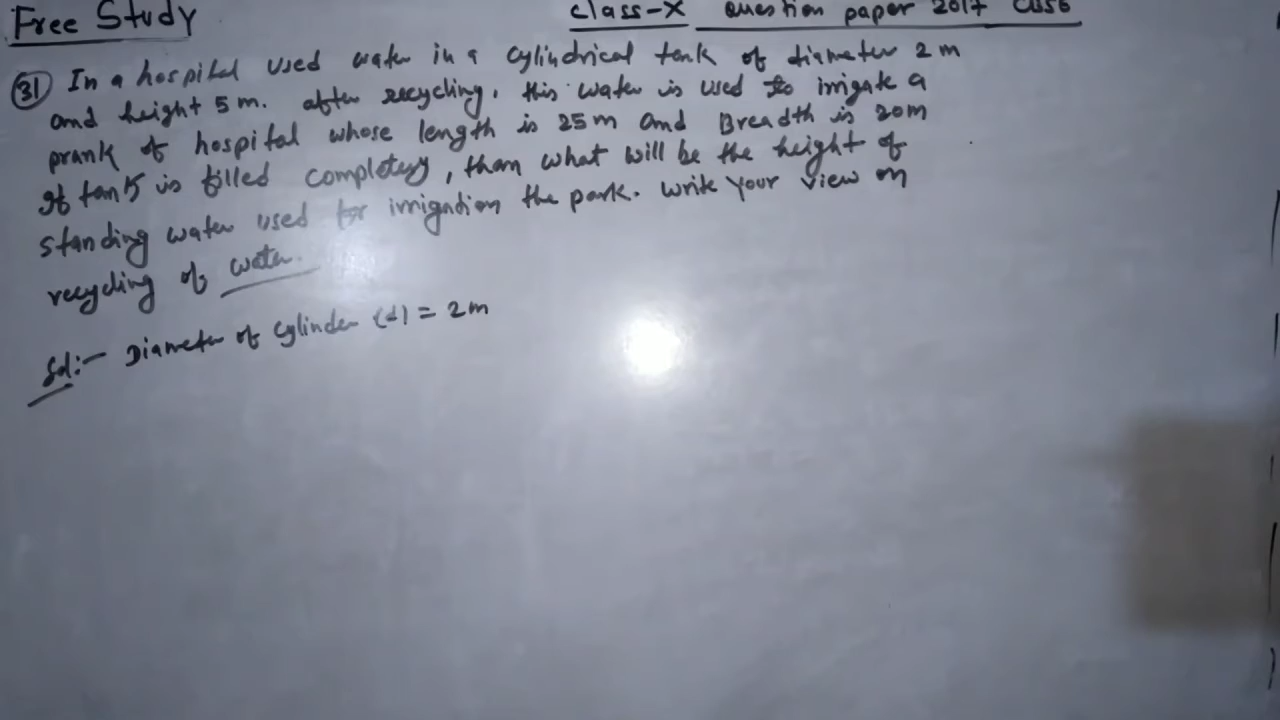 Free Study
Class-X Question paper 2017 CBSE
(31) In a hospital used water in a cylindrical tank of diameter 2 m
and height 5 m. after recycling, this water is used to irrigate a
prank of hospital whose length is 25 m and Breadth is 20m
If tank is filled completely, than what will be the height of
standing water used for irrigation the park. Write your view on
recycling of water.
Sol:- Diameter of cylinder (d) = 2m